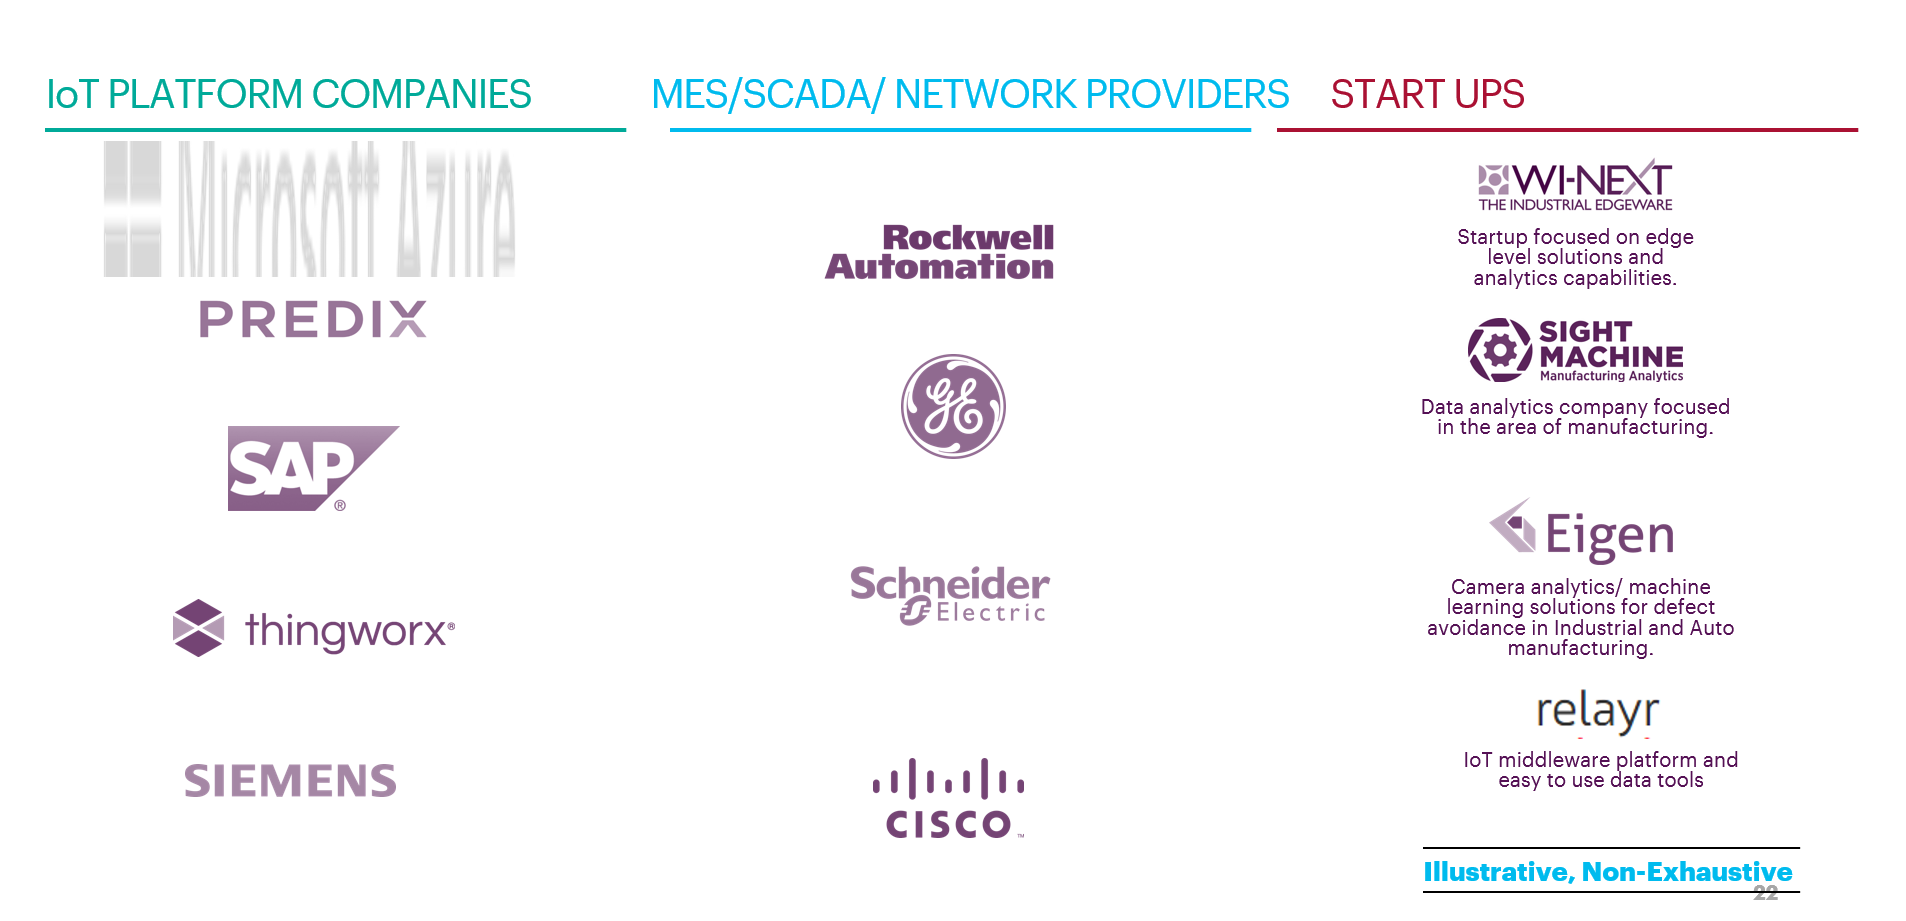 IoT PLATFORM COMPANIES
Microsoft Azure
PREDIX
SAP
®
thingworx®
SIEMENS
MES/SCADA/ NETWORK PROVIDERS
Rockwell
Automation
GE
Schneider
Electric
CISCO
™
START UPS
WI-NEXT
THE INDUSTRIAL EDGEWARE
Startup focused on edge
level solutions and
analytics capabilities.
SIGHT
MACHINE
Manufacturing Analytics
Data analytics company focused
in the area of manufacturing.
Eigen
Camera analytics/ machine
learning solutions for defect
avoidance in Industrial and Auto
manufacturing.
relayr
IoT middleware platform and
easy to use data tools
Illustrative, Non-Exhaustive
22